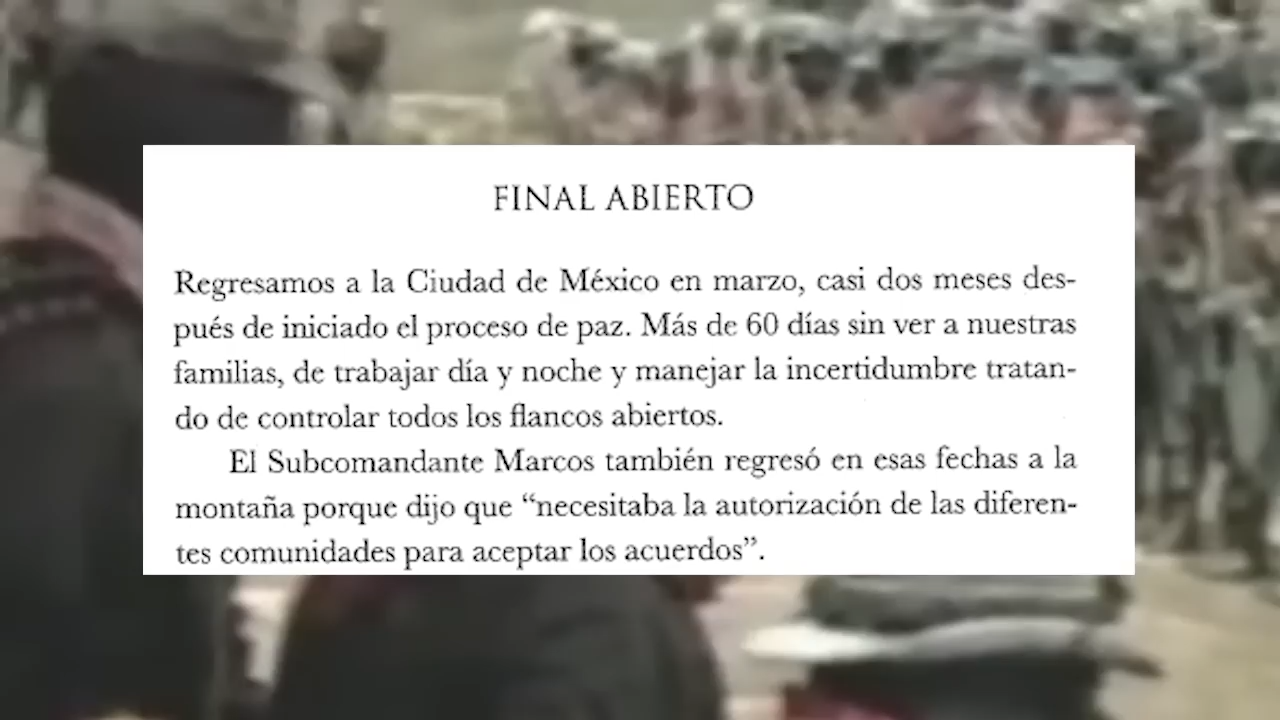 FINAL ABIERTO
Regresamos a la Ciudad de México en marzo, casi dos meses des-
pués de iniciado el proceso de paz. Más de 60 días sin ver a nuestras
familias, de trabajar día y noche y manejar la incertidumbre tratan-
do de controlar todos los flancos abiertos.
El Subcomandante Marcos también regresó en esas fechas a la
montaña porque dijo que “necesitaba la autorización de las diferen-
tes comunidades para aceptar los acuerdos”.